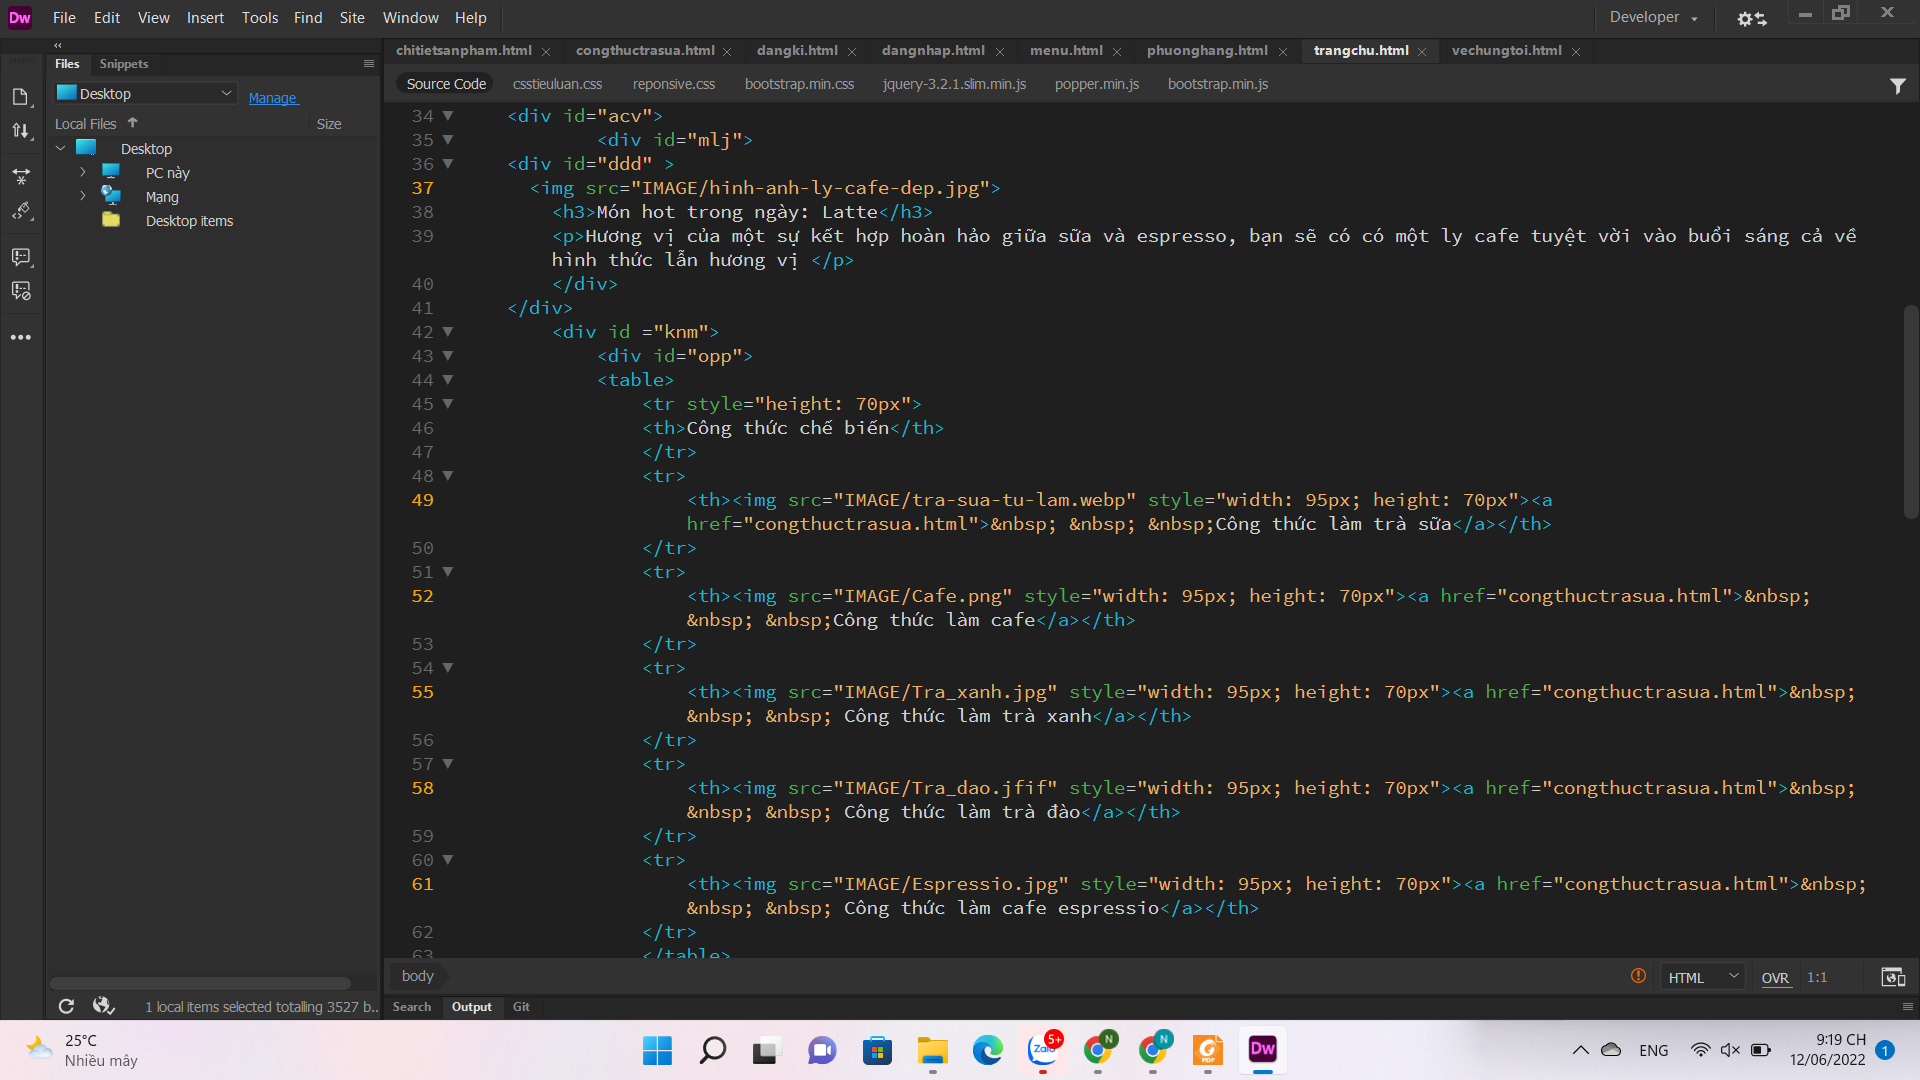 Dw File Edit View Insert Tools Find Site Window Help Developer
Files Snippets
Desktop Manage
Local Files Size
Desktop
PC này
Mạng
Desktop items
chitietsanpham.html congthuctrasua.html dangki.html dangnhap.html menu.html phuonghang.html trangchu.html vechungtoi.html
Source Code csstieuluan.css reponsive.css bootstrap.min.css jquery-3.2.1.slim.min.js popper.min.js bootstrap.min.js
34 <div id="acv">
35 <div id="mlj">
36 <div id="ddd" >
37 <img src="IMAGE/hinh-anh-ly-cafe-dep.jpg">
38 <h3>Món hot trong ngày: Latte</h3>
39 <p>Hương vị của một sự kết hợp hoàn hảo giữa sữa và espresso, bạn sẽ có có một ly cafe tuyệt vời vào buổi sáng cả về
hình thức lẫn hương vị </p>
40 </div>
41 </div>
42 <div id ="knm">
43 <div id="opp">
44 <table>
45 <tr style="height: 70px">
46 <th>Công thức chế biến</th>
47 </tr>
48 <tr>
49 <th><img src="IMAGE/tra-sua-tu-lam.webp" style="width: 95px; height: 70px"><a
href="congthuctrasua.html">&nbsp; &nbsp; &nbsp;Công thức làm trà sữa</a></th>
50 </tr>
51 <tr>
52 <th><img src="IMAGE/Cafe.png" style="width: 95px; height: 70px"><a href="congthuctrasua.html">&nbsp;
&nbsp; &nbsp;Công thức làm cafe</a></th>
53 </tr>
54 <tr>
55 <th><img src="IMAGE/Tra_xanh.jpg" style="width: 95px; height: 70px"><a href="congthuctrasua.html">&nbsp;
&nbsp; &nbsp; Công thức làm trà xanh</a></th>
56 </tr>
57 <tr>
58 <th><img src="IMAGE/Tra_dao.jfif" style="width: 95px; height: 70px"><a href="congthuctrasua.html">&nbsp;
&nbsp; &nbsp; Công thức làm trà đào</a></th>
59 </tr>
60 <tr>
61 <th><img src="IMAGE/Espressio.jpg" style="width: 95px; height: 70px"><a href="congthuctrasua.html">&nbsp;
&nbsp; &nbsp; Công thức làm cafe espressio</a></th>
62 </tr>
63 </table>
body HTML OVR 1:1
1 local items selected totalling 3527 b...
Search Output Git
25°C
Nhiều mây
Zalo 5+ N N PDF Dw
ENG
9:19 CH
12/06/2022
1